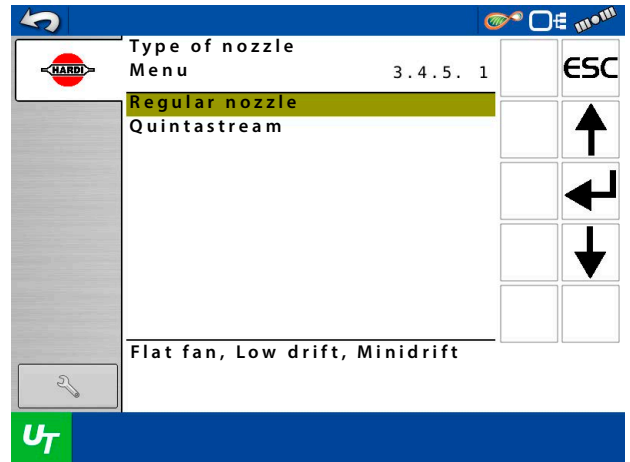 HARDI
Type of nozzle
Menu 3.4.5. 1
ESC
Regular nozzle
Quintastream
Flat fan, Low drift, Minidrift
UT